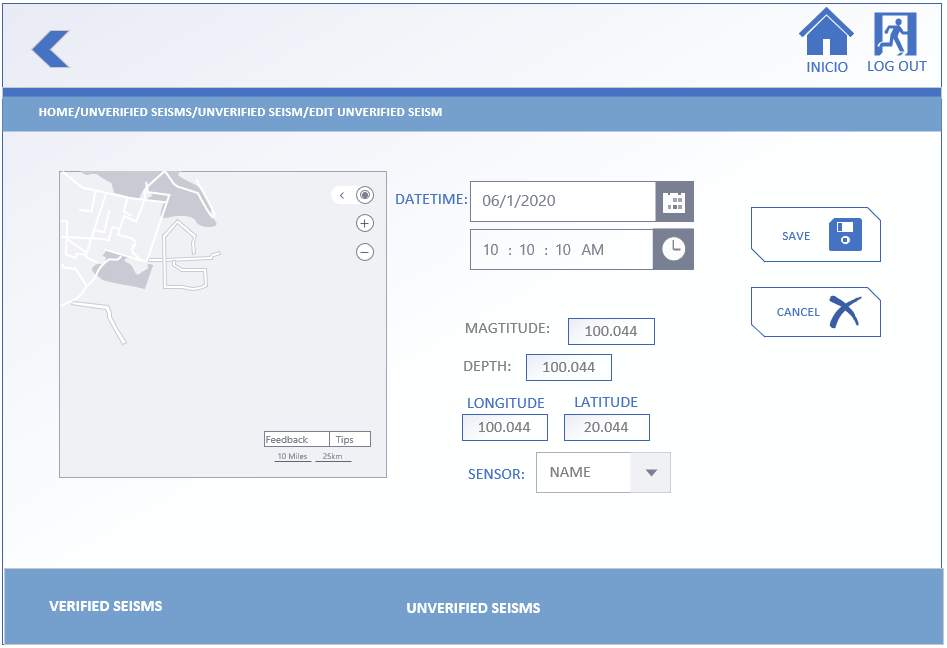 INICIO
LOG OUT
HOME/UNVERIFIED SEISMS/UNVERIFIED SEISM/EDIT UNVERIFIED SEISM
DATETIME:
06/1/2020
10 : 10 : 10 AM
SAVE
CANCEL
MAGTITUDE:
100.044
DEPTH:
100.044
LONGITUDE
LATITUDE
100.044
20.044
SENSOR:
NAME
Feedback
Tips
10 Miles
25km
VERIFIED SEISMS
UNVERIFIED SEISMS